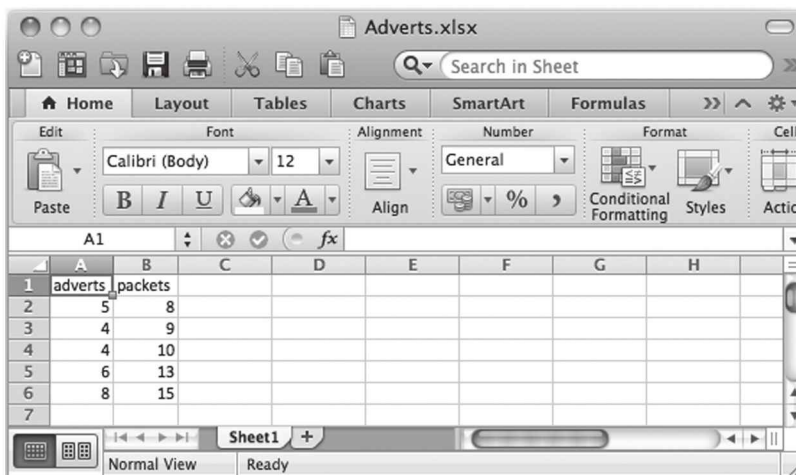 Adverts.xlsx
Search in Sheet
Home Layout Tables Charts SmartArt Formulas
Edit Font Alignment Number Format Cell
Calibri (Body) 12 General
Paste B I U A Align % Conditional Formatting Styles Actio
A1 fx
A B C D E F G H
1 adverts packets
2 5 8
3 4 9
4 4 10
5 6 13
6 8 15
7
Sheet1 +
Normal View Ready